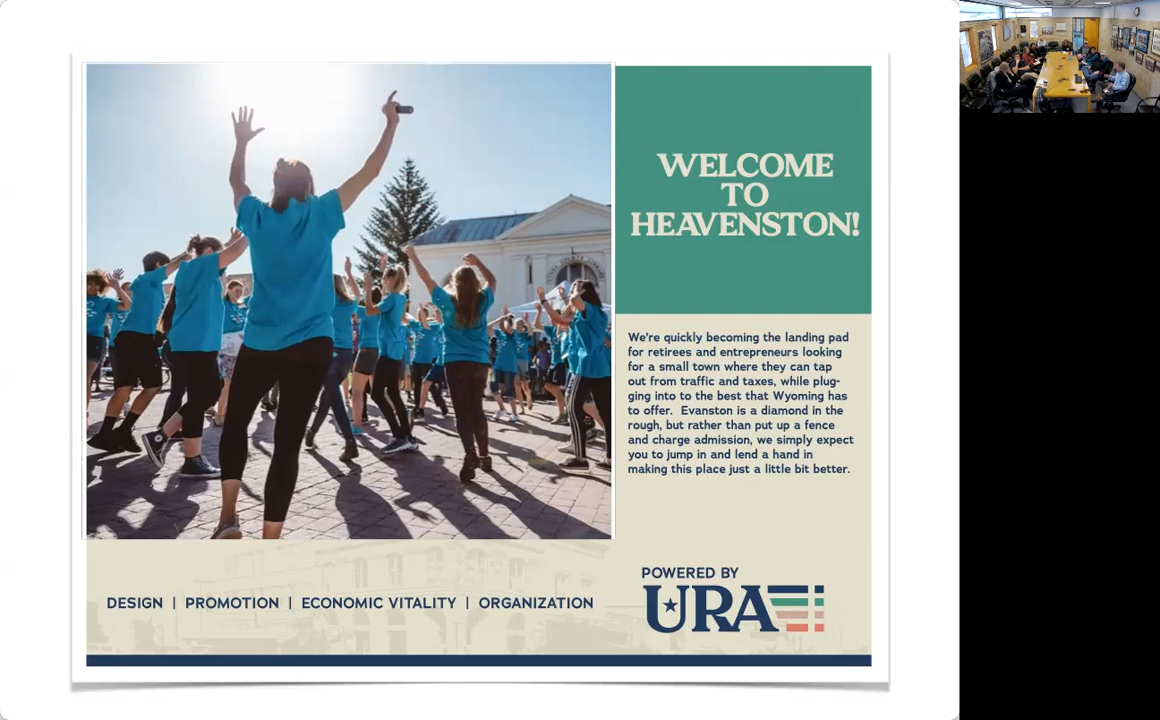 WELCOME
TO
HEAVENSTON!
We're quickly becoming the landing pad
for retirees and entrepreneurs looking
for a small town where they can tap
out from traffic and taxes, while plug-
ging into to the best that Wyoming has
to offer.  Evanston is a diamond in the
rough, but rather than put up a fence
and charge admission, we simply expect
you to jump in and lend a hand in
making this place just a little bit better.
DESIGN | PROMOTION | ECONOMIC VITALITY | ORGANIZATION
POWERED BY
URA